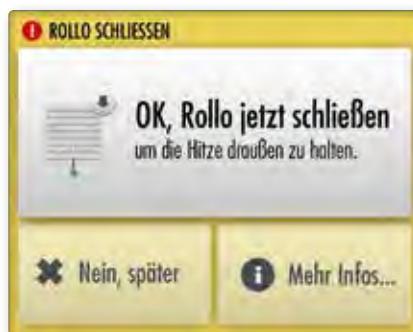 ROLLO SCHLIESSEN
OK, Rollo jetzt schließen
um die Hitze draußen zu halten.
Nein, später
Mehr Infos...